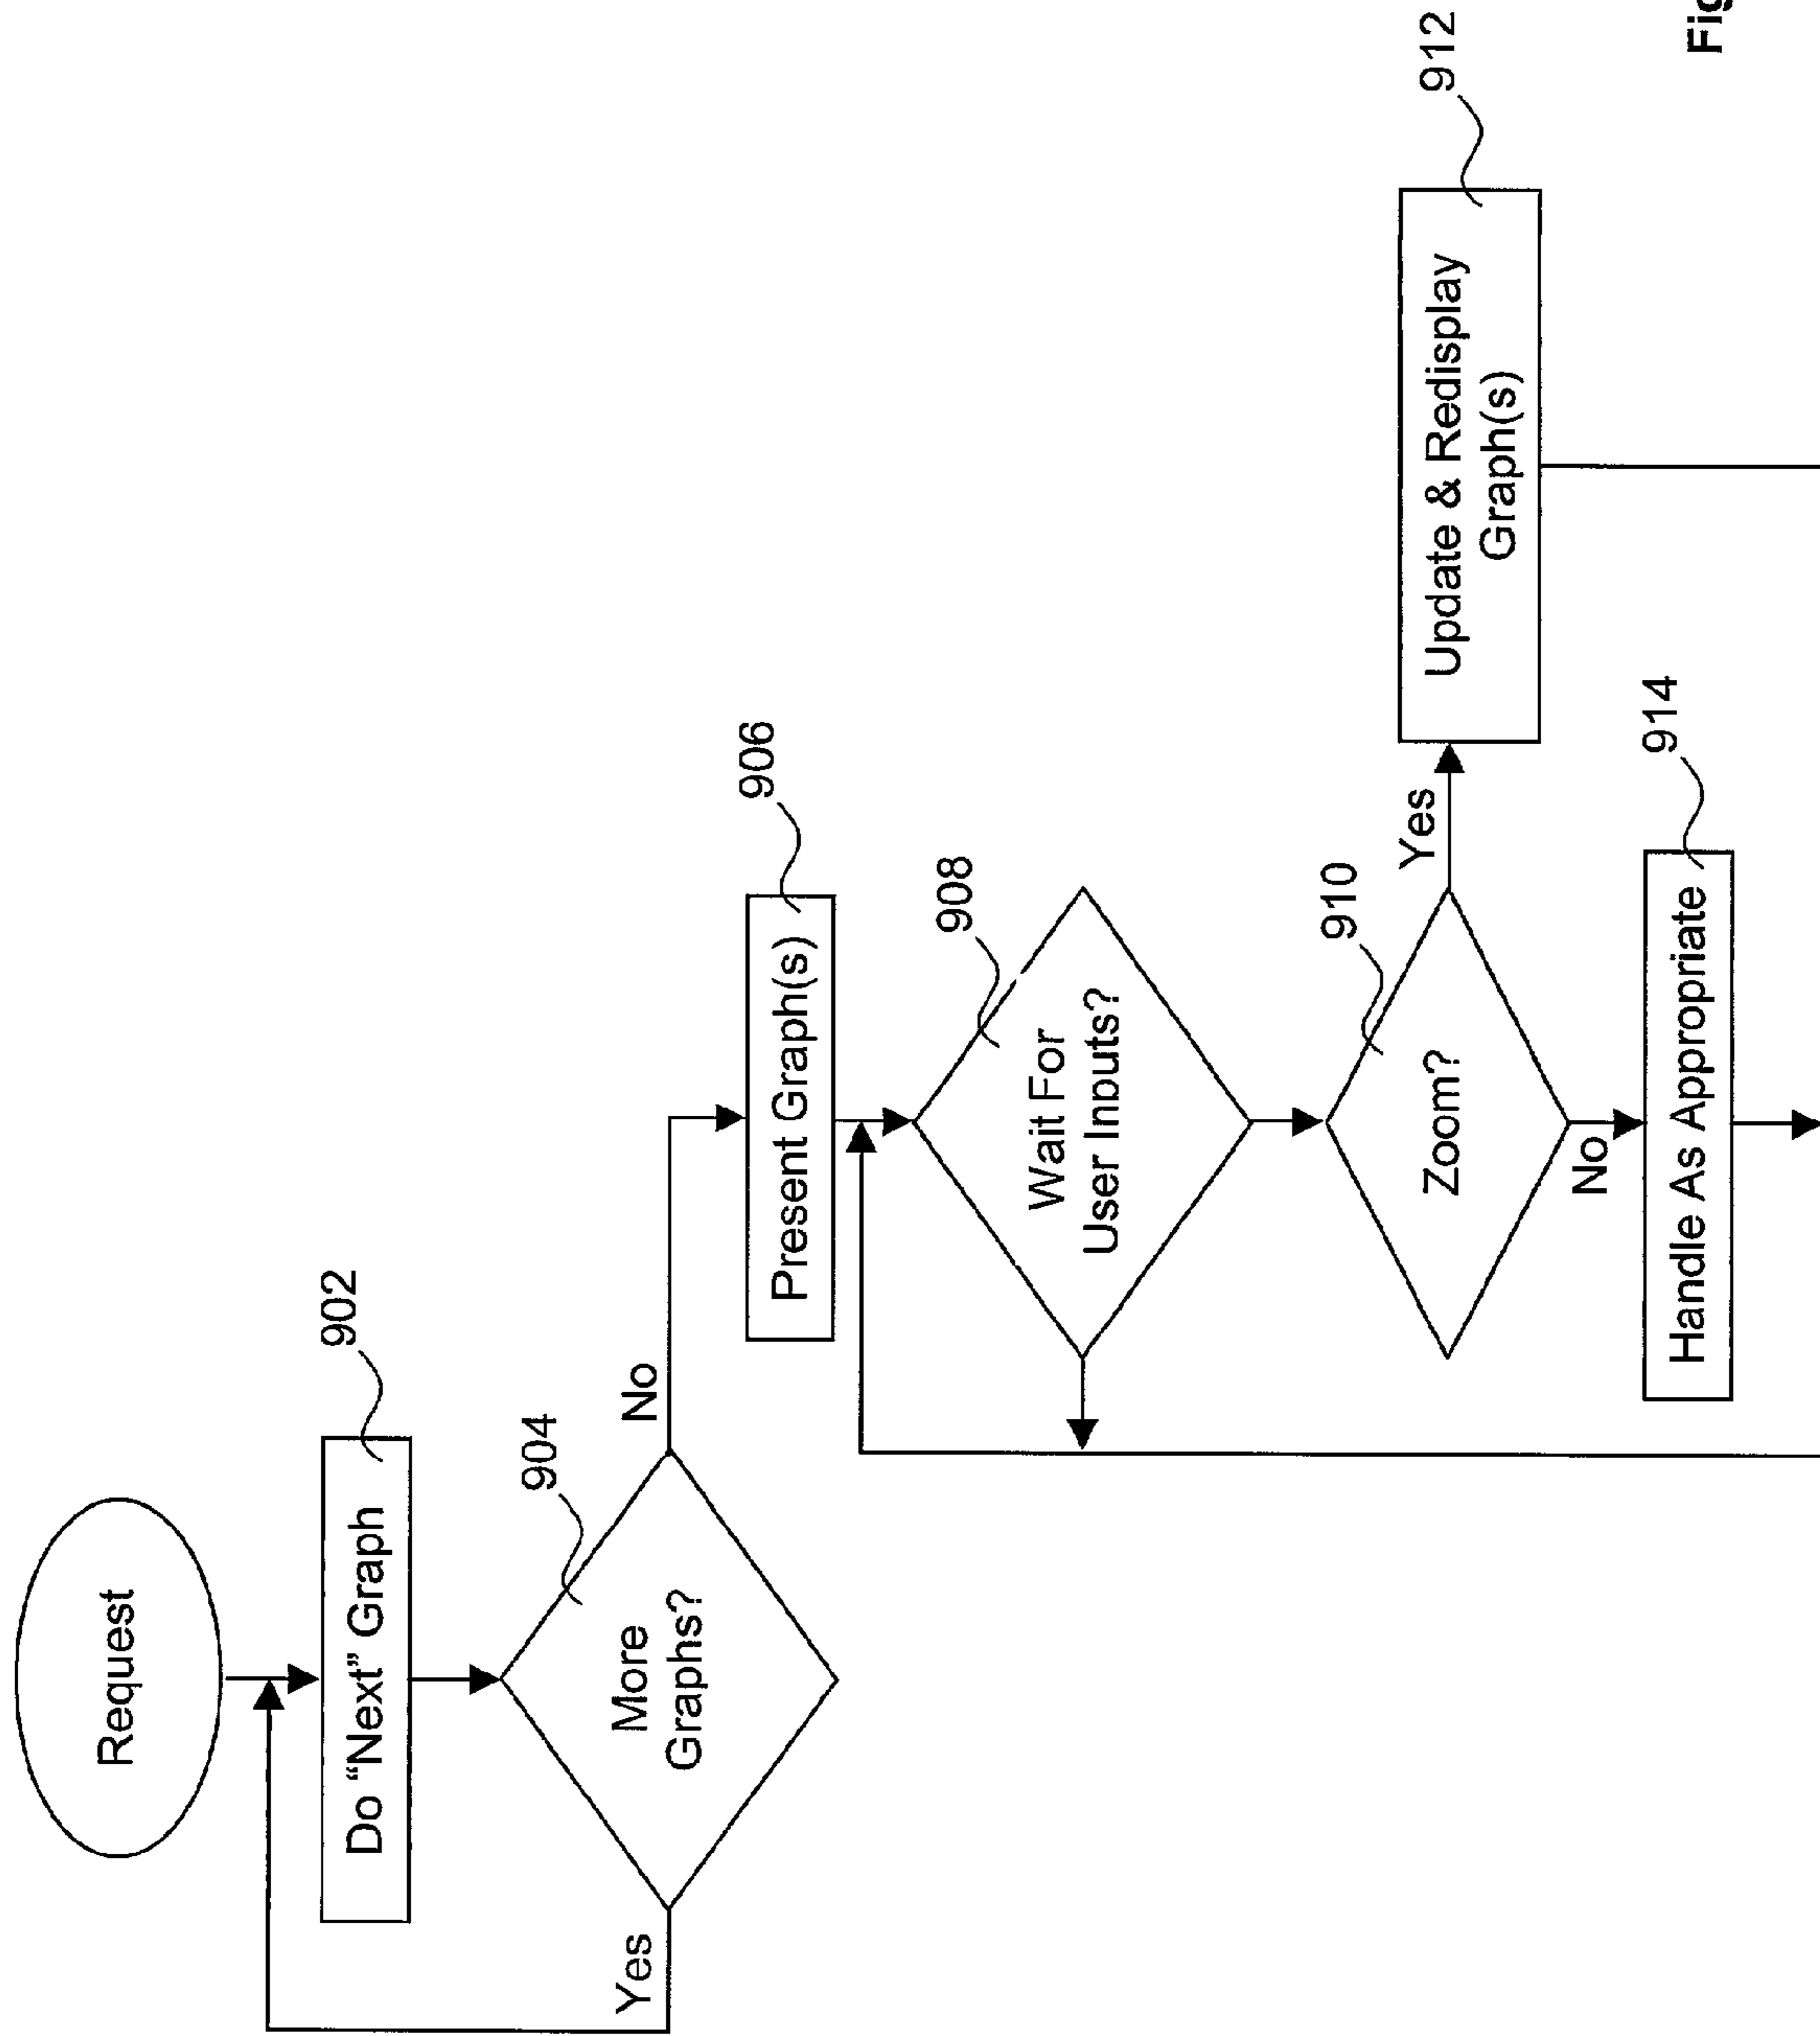 Request
902
Do “Next” Graph
904
More
Graphs?
Yes
No
906
Present Graph(s)
908
Wait For
User Inputs?
910
Zoom?
Yes
No
912
Update & Redisplay
Graph(s)
914
Handle As Appropriate